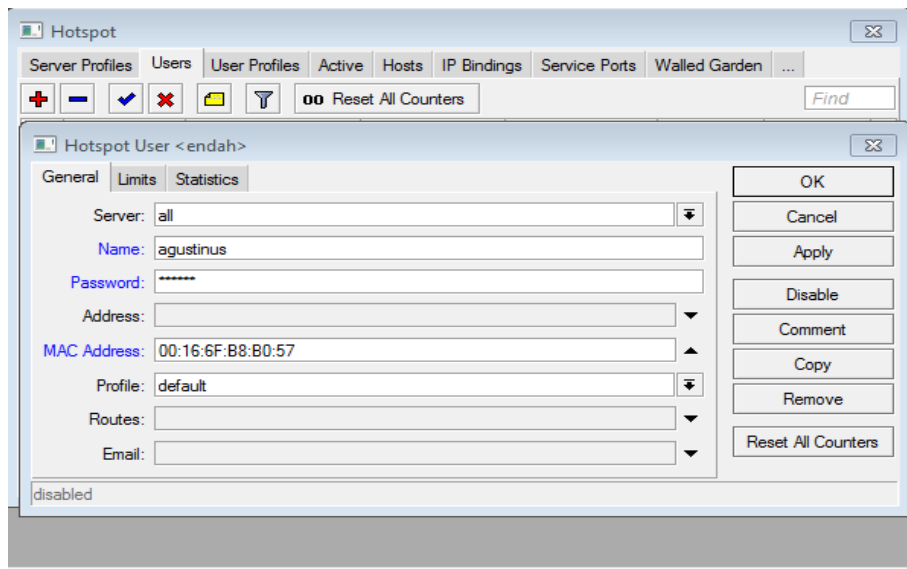 Hotspot
Server Profiles Users User Profiles Active Hosts IP Bindings Service Ports Walled Garden ...
00 Reset All Counters Find
Hotspot User <endah>
General Limits Statistics
OK
Server: all
Cancel
Name: agustinus
Apply
Password: ******
Disable
Address:
Comment
MAC Address: 00:16:6F:B8:B0:57
Copy
Profile: default
Remove
Routes:
Reset All Counters
Email:
disabled